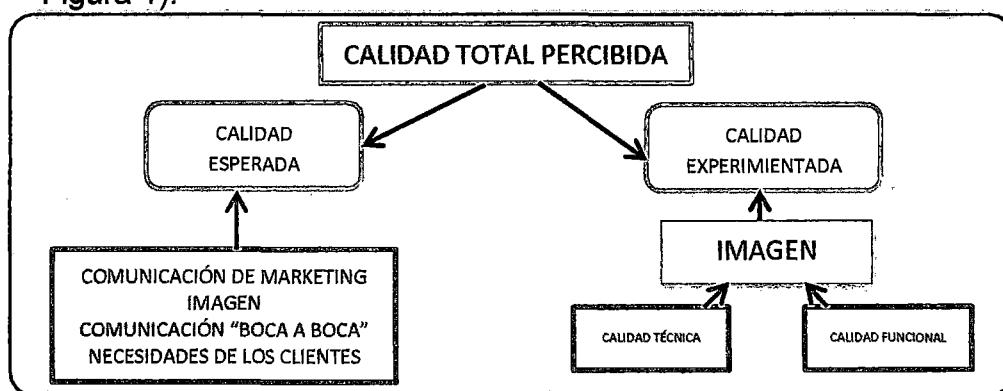 Figura 1).
CALIDAD TOTAL PERCIBIDA
CALIDAD
ESPERADA
CALIDAD
EXPERIMIENTADA
COMUNICACIÓN DE MARKETING
IMAGEN
COMUNICACIÓN "BOCA A BOCA"
NECESIDADES DE LOS CLIENTES
IMAGEN
CALIDAD TÉCNICA
CALIDAD FUNCIONAL